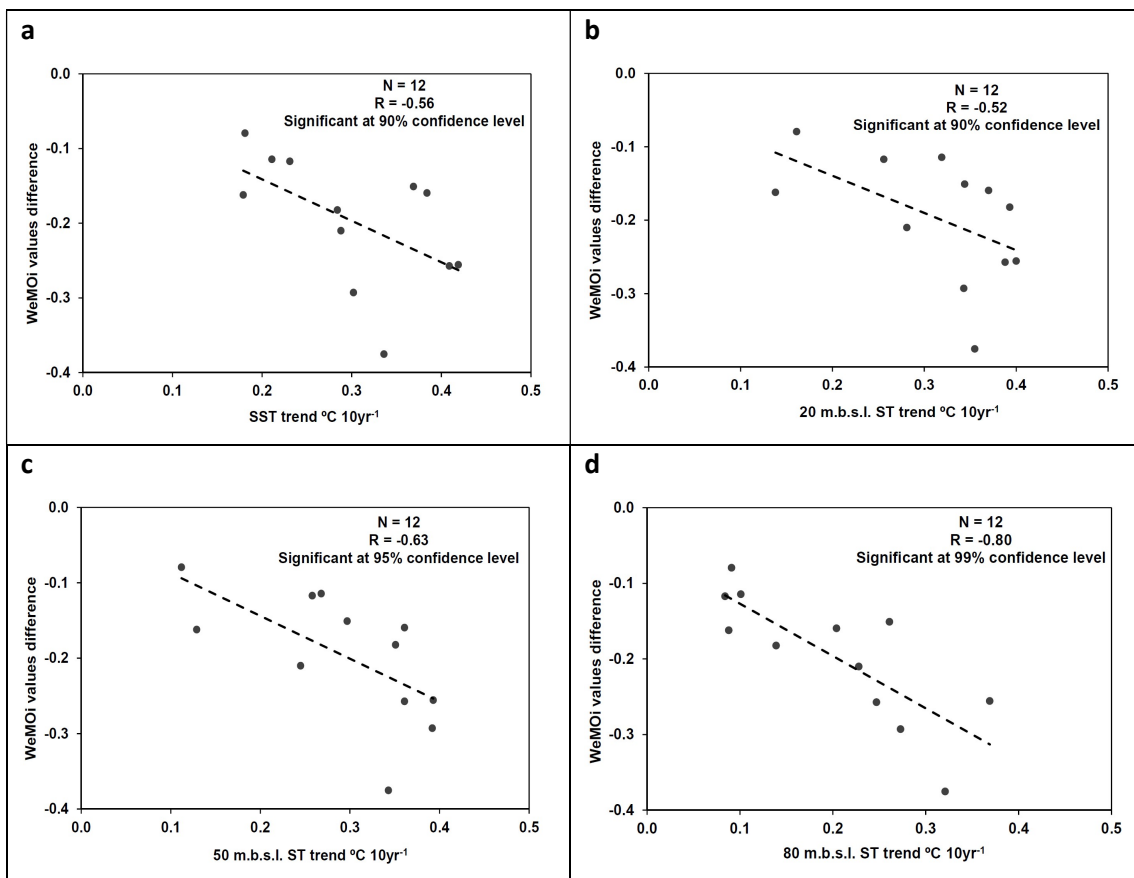 a
0.0
-0.1
-0.2
-0.3
-0.4
WeMOi values difference
N = 12
R = -0.56
Significant at 90% confidence level
0.0 0.1 0.2 0.3 0.4 0.5
SST trend ºC 10yr⁻¹
b
0.0
-0.1
-0.2
-0.3
-0.4
WeMOi values difference
N = 12
R = -0.52
Significant at 90% confidence level
0.0 0.1 0.2 0.3 0.4 0.5
20 m.b.s.l. ST trend ºC 10yr⁻¹
c
0.0
-0.1
-0.2
-0.3
-0.4
WeMOi values difference
N = 12
R = -0.63
Significant at 95% confidence level
0.0 0.1 0.2 0.3 0.4 0.5
50 m.b.s.l. ST trend ºC 10yr⁻¹
d
0.0
-0.1
-0.2
-0.3
-0.4
WeMOi values difference
N = 12
R = -0.80
Significant at 99% confidence level
0.0 0.1 0.2 0.3 0.4 0.5
80 m.b.s.l. ST trend ºC 10yr⁻¹